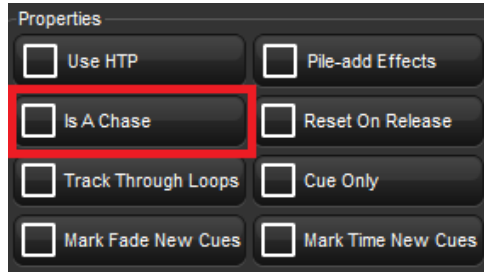 Properties
Use HTP
Pile-add Effects
Is A Chase
Reset On Release
Track Through Loops
Cue Only
Mark Fade New Cues
Mark Time New Cues